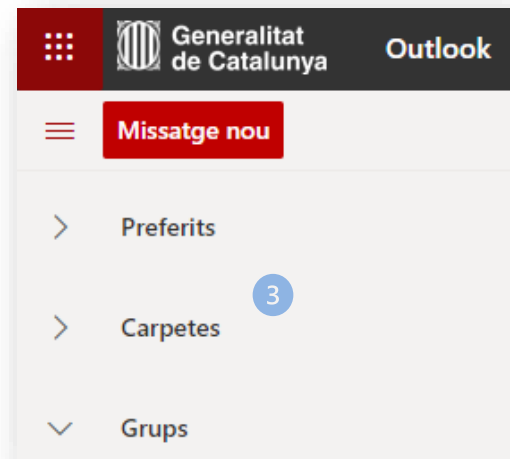 Generalitat
de Catalunya
Outlook
Missatge nou
Preferits
3
Carpetes
Grups